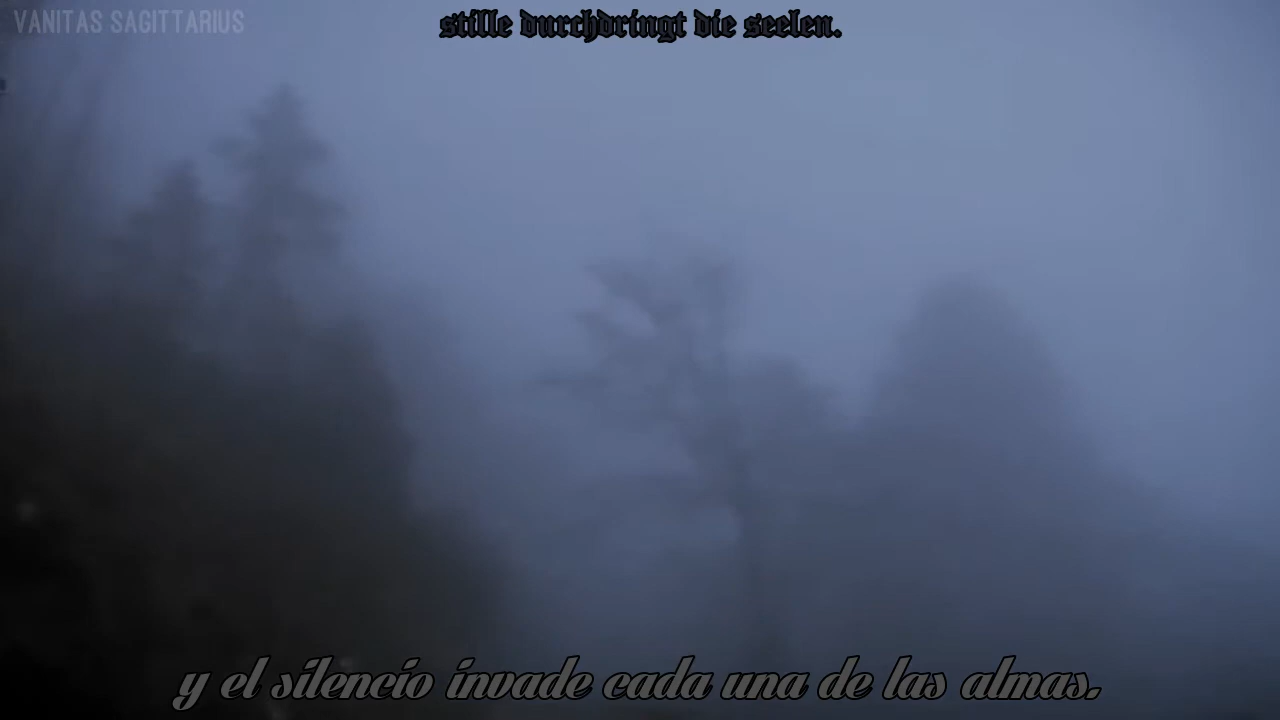 VANITAS SAGITTARIUS
stille durchdringt die seelen.
y el silencio invade cada una de las almas.